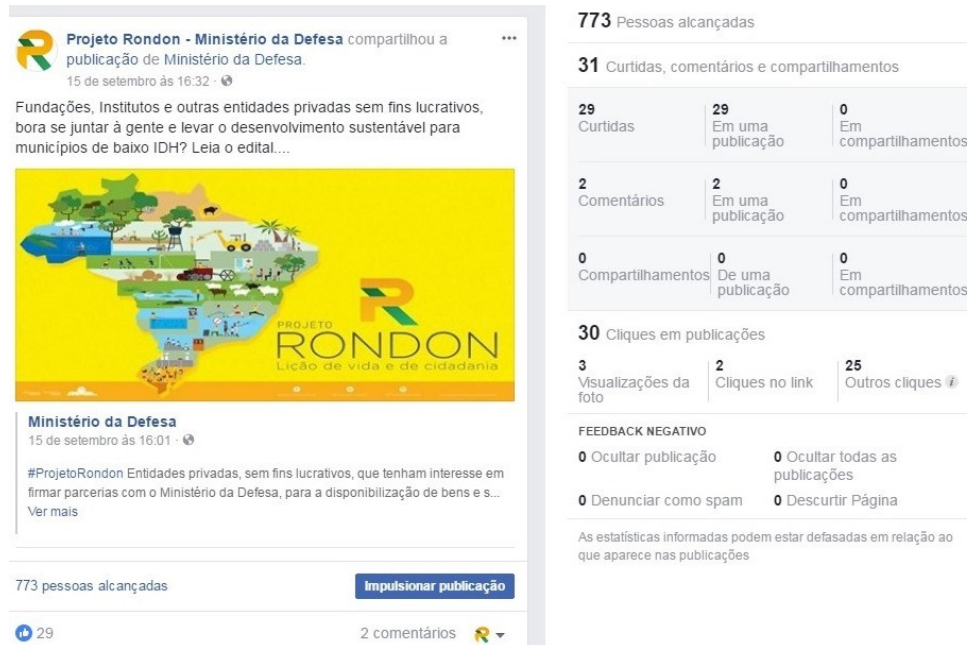 Projeto Rondon - Ministério da Defesa compartilhou a
publicação de Ministério da Defesa.
15 de setembro às 16:32 ·
Fundações, Institutos e outras entidades privadas sem fins lucrativos,
bora se juntar à gente e levar o desenvolvimento sustentável para
municípios de baixo IDH? Leia o edital....
PROJETO
RONDON
Lição de vida e de cidadania
Ministério da Defesa
15 de setembro às 16:01 ·
#ProjetoRondon Entidades privadas, sem fins lucrativos, que tenham interesse em
firmar parcerias com o Ministério da Defesa, para a disponibilização de bens e s...
Ver mais
773 pessoas alcançadas
Impulsionar publicação
29
2 comentários
773 Pessoas alcançadas
31 Curtidas, comentários e compartilhamentos
29
Curtidas
29
Em uma
publicação
0
Em
compartilhamentos
2
Comentários
2
Em uma
publicação
0
Em
compartilhamentos
0
Compartilhamentos
0
De uma
publicação
0
Em
compartilhamentos
30 Cliques em publicações
3
Visualizações da
foto
2
Cliques no link
25
Outros cliques i
FEEDBACK NEGATIVO
0 Ocultar publicação
0 Ocultar todas as
publicações
0 Denunciar como spam
0 Descurtir Página
As estatísticas informadas podem estar defasadas em relação ao
que aparece nas publicações